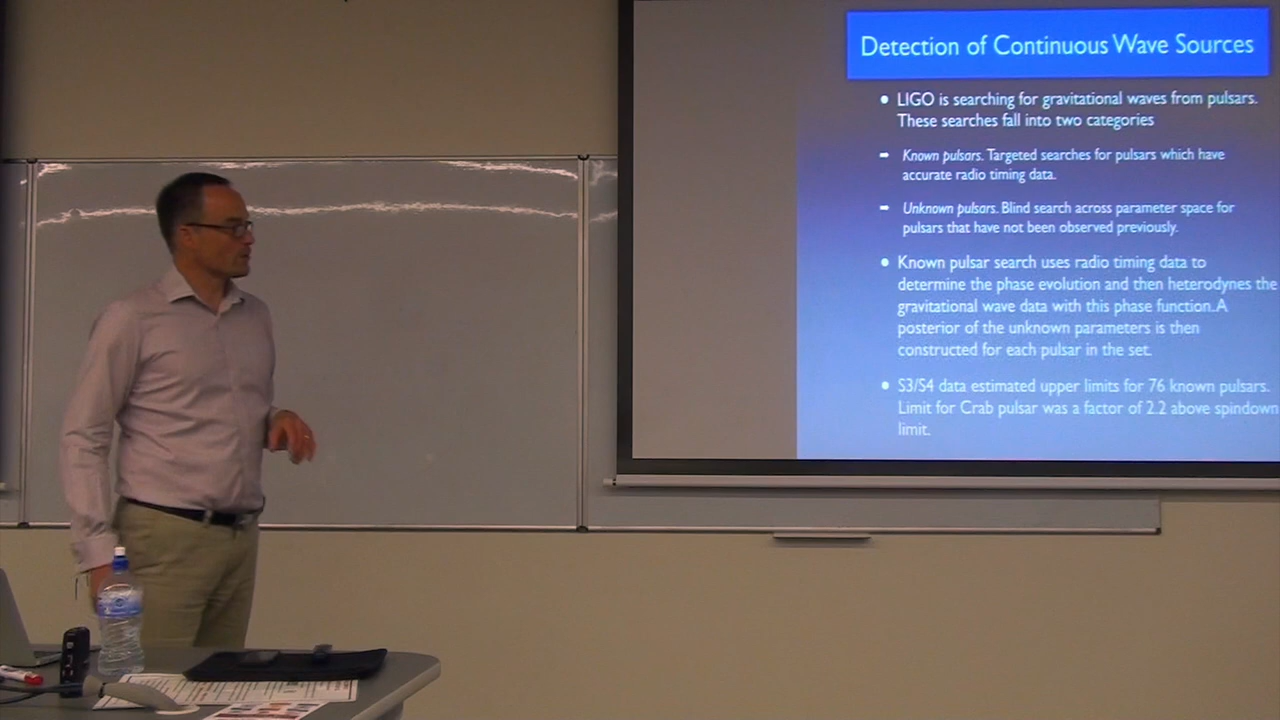 Detection of Continuous Wave Sources
• LIGO is searching for gravitational waves from pulsars.
These searches fall into two categories
➡ Known pulsars. Targeted searches for pulsars which have
accurate radio timing data.
➡ Unknown pulsars. Blind search across parameter space for
pulsars that have not been observed previously.
• Known pulsar search uses radio timing data to
determine the phase evolution and then heterodynes the
gravitational wave data with this phase function. A
posterior of the unknown parameters is then
constructed for each pulsar in the set.
• S3/S4 data estimated upper limits for 76 known pulsars.
Limit for Crab pulsar was a factor of 2.2 above spindown
limit.